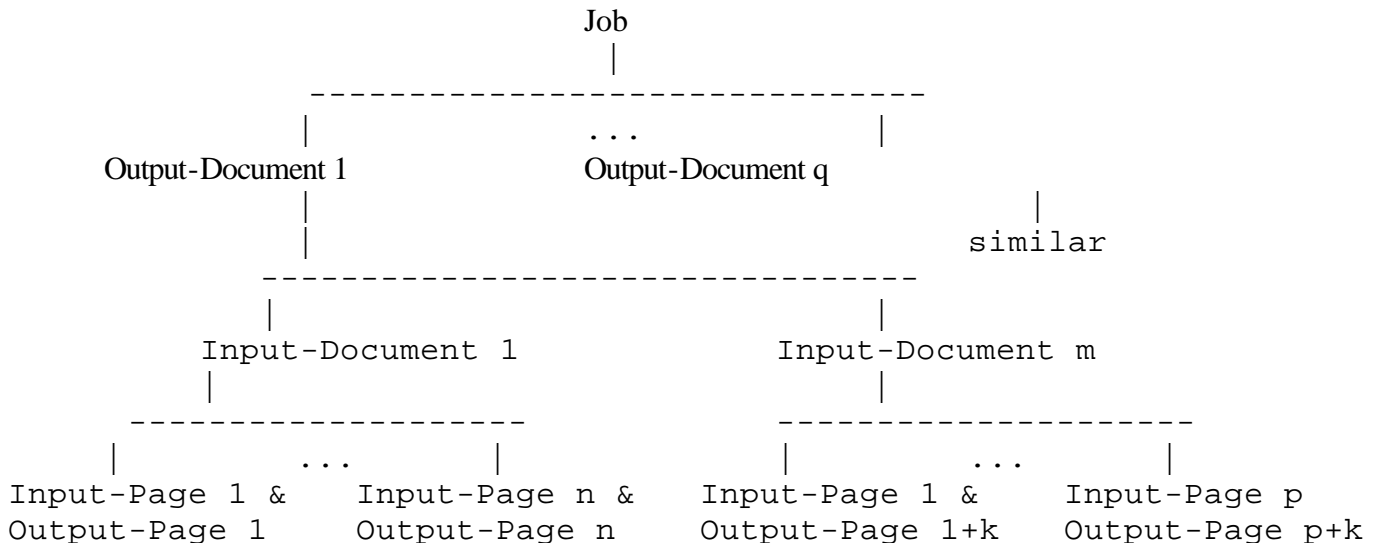 Job
|
-------------------------------
| ... |
Output-Document 1 Output-Document q
| |
| similar
---------------------------------
| |
Input-Document 1 Input-Document m
| |
-------------------- ---------------------
| ... | | ... |
Input-Page 1 & Input-Page n & Input-Page 1 & Input-Page p
Output-Page 1 Output-Page n Output-Page 1+k Output-Page p+k